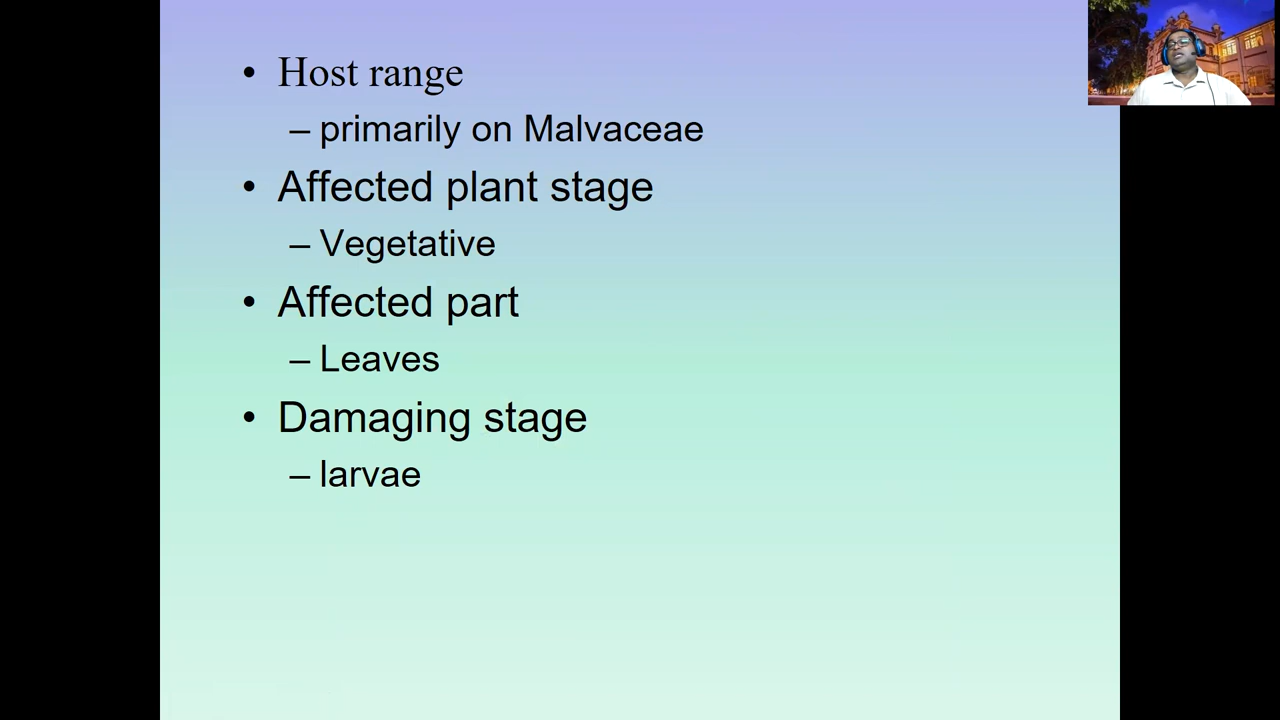 • Host range
– primarily on Malvaceae
• Affected plant stage
– Vegetative
• Affected part
– Leaves
• Damaging stage
– larvae